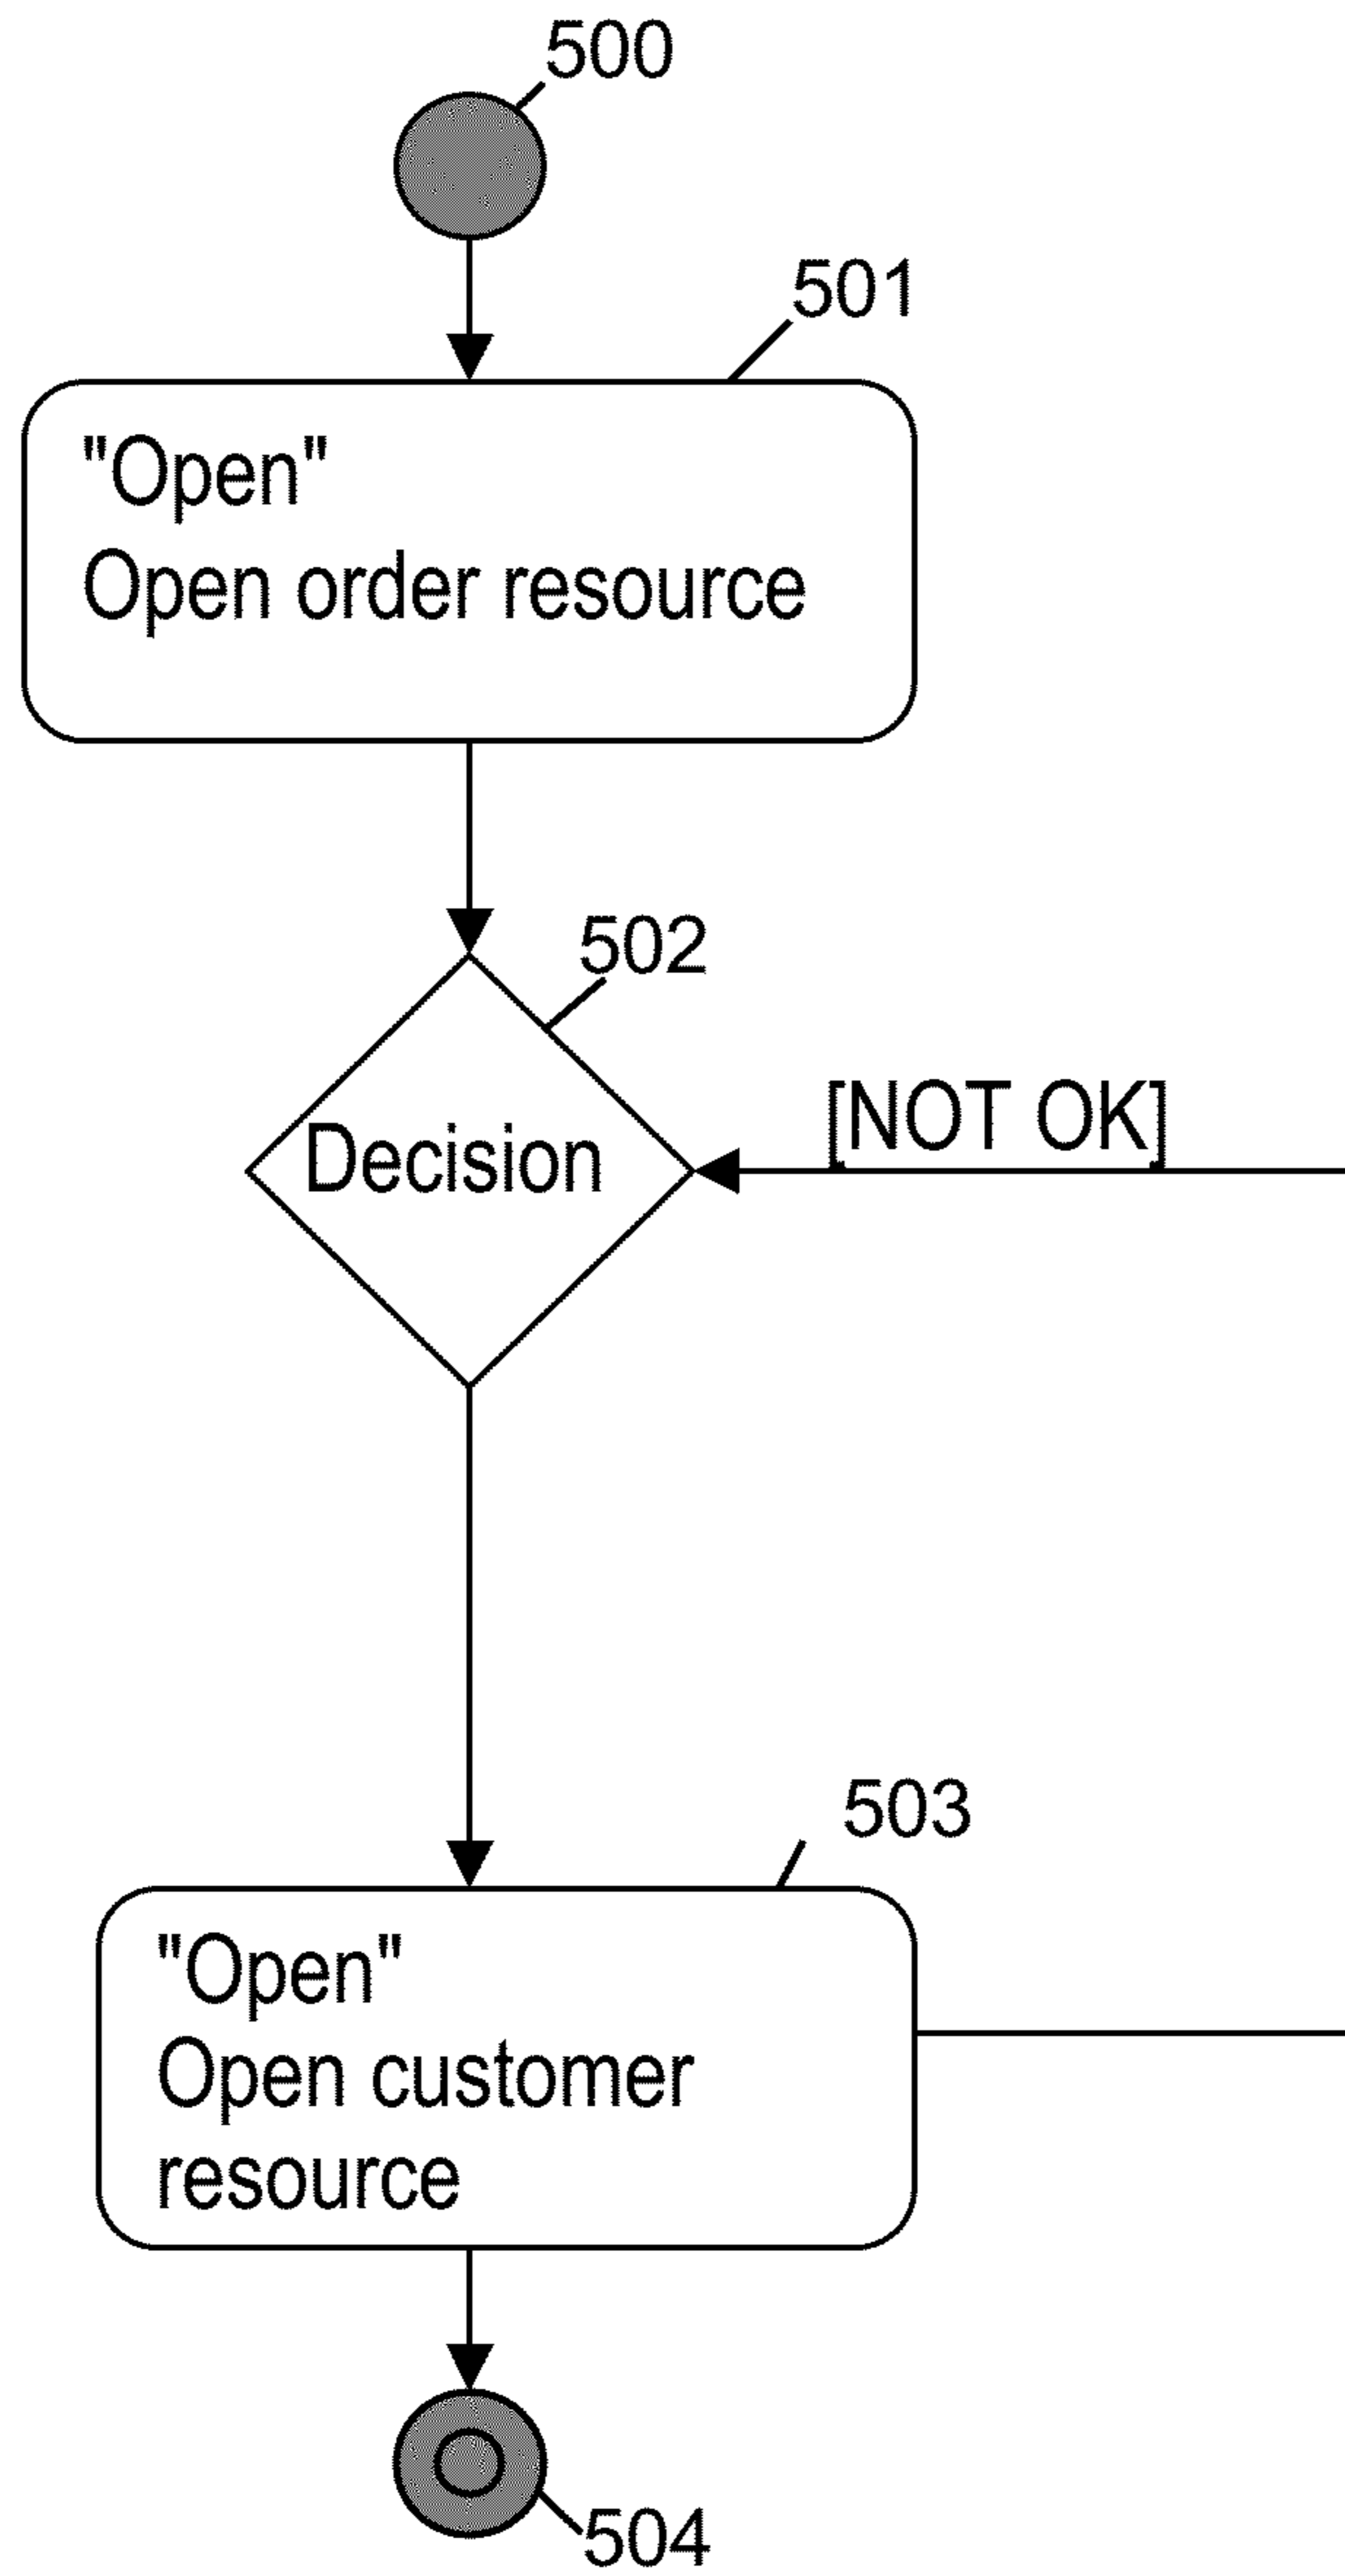 500
501
"Open"
Open order resource
502
[NOT OK]
Decision
503
"Open"
Open customer
resource
504